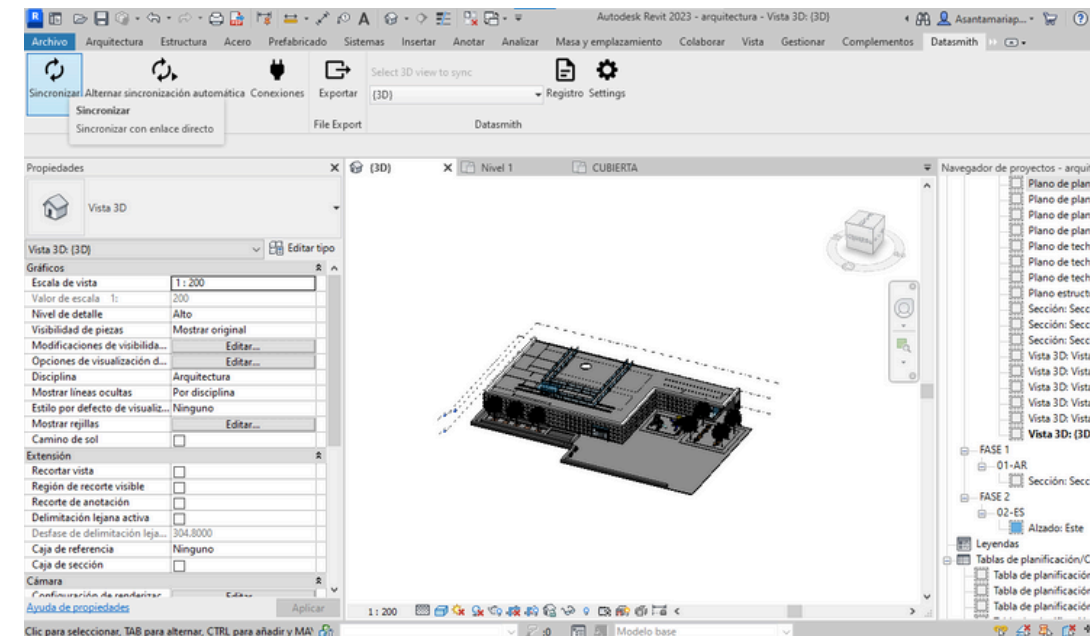 Autodesk Revit 2023 - arquitectura - Vista 3D: {3D}
Asantamariap...
Archivo Arquitectura Estructura Acero Prefabricado Sistemas Insertar Anotar Analizar Masa y emplazamiento Colaborar Vista Gestionar Complementos Datasmith
Select 3D view to sync
Sincronizar Alternar sincronización automática Conexiones Exportar {3D} Registro Settings
Sincronizar
Sincronizar con enlace directo
File Export Datasmith
Propiedades
{3D} Nivel 1 CUBIERTA
Navegador de proyectos - arquit
Vista 3D
Vista 3D: {3D} Editar tipo
Gráficos
Escala de vista 1 : 200
Valor de escala 1: 200
Nivel de detalle Alto
Visibilidad de piezas Mostrar original
Modificaciones de visibilida... Editar...
Opciones de visualización d... Editar...
Disciplina Arquitectura
Mostrar líneas ocultas Por disciplina
Estilo por defecto de visualiz... Ninguno
Mostrar rejillas Editar...
Camino de sol
Extensión
Recortar vista
Región de recorte visible
Recorte de anotación
Delimitación lejana activa
Desfase de delimitación leja... 304.8000
Caja de referencia Ninguno
Caja de sección
Cámara
Configuración de renderizac... Editar...
Ayuda de propiedades Aplicar
Plano de plan
Plano de plan
Plano de plan
Plano de plan
Plano de tech
Plano de tech
Plano de tech
Plano estructu
Sección: Secc
Sección: Secc
Sección: Secc
Vista 3D: Vista
Vista 3D: Vista
Vista 3D: Vista
Vista 3D: Vista
Vista 3D: Vista
Vista 3D: {3D
FASE 1
01-AR
Sección: Secc
FASE 2
02-ES
Alzado: Este
Leyendas
Tablas de planificación/C
Tabla de planificación
Tabla de planificación
Tabla de planificación
1 : 200
Clic para seleccionar, TAB para alternar, CTRL para añadir y MAY
:0 Modelo base